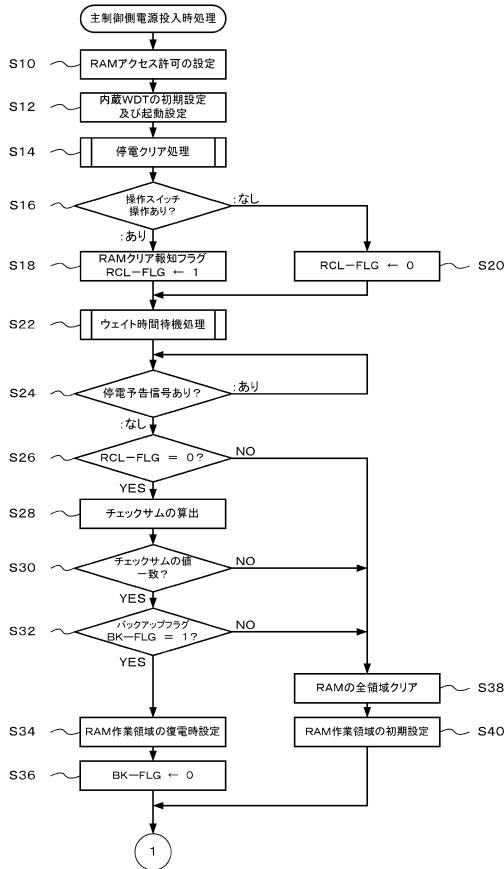 主制御側電源投入時処理
S10
RAMアクセス許可の設定
S12
内蔵WDTの初期設定
及び起動設定
S14
停電クリア処理
S16
操作スイッチ
操作あり？
:なし
:あり
S18
RAMクリア報知フラグ
RCL－FLG ← 1
RCL－FLG ← 0
S20
S22
ウェイト時間待機処理
S24
停電予告信号あり？
:あり
:なし
S26
RCL－FLG ＝ 0？
NO
YES
S28
チェックサムの算出
S30
チェックサムの値
一致？
NO
YES
S32
バックアップフラグ
BK－FLG ＝ 1？
NO
YES
RAMの全領域クリア
S38
S34
RAM作業領域の復電時設定
RAM作業領域の初期設定
S40
S36
BK－FLG ← 0
1